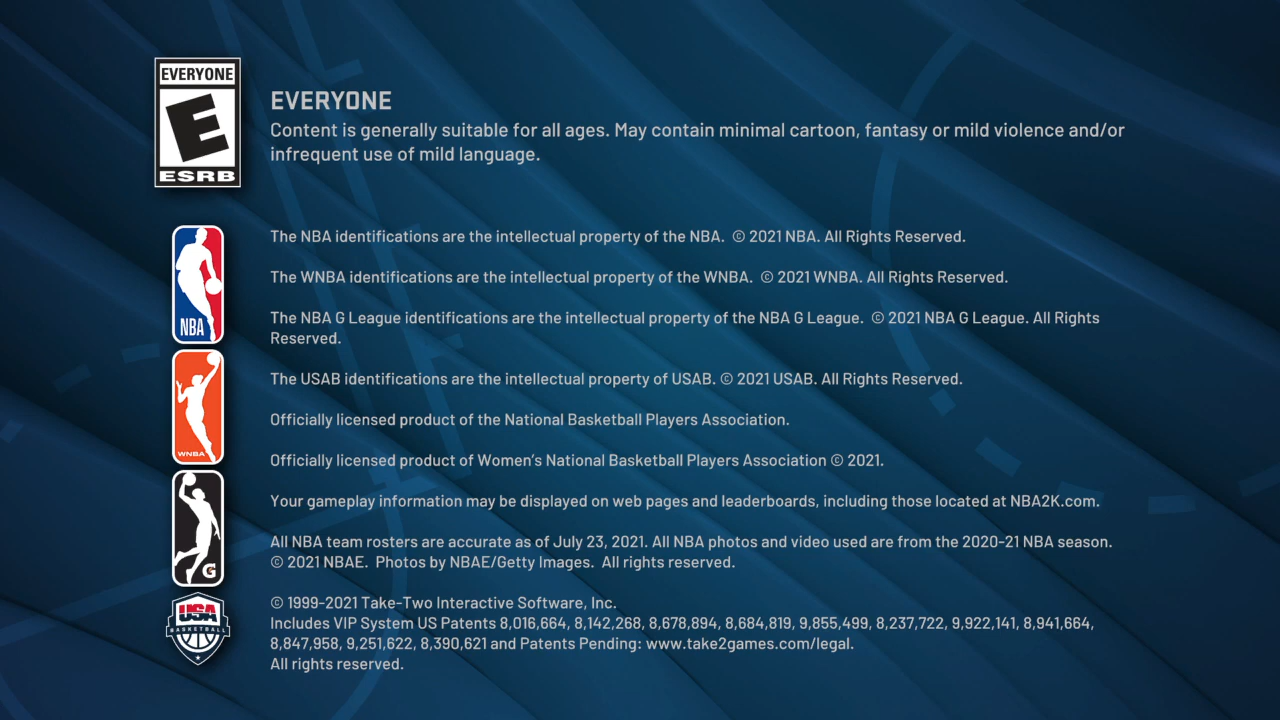 EVERYONE
E
ESRB
EVERYONE
Content is generally suitable for all ages. May contain minimal cartoon, fantasy or mild violence and/or
infrequent use of mild language.
NBA
The NBA identifications are the intellectual property of the NBA.  © 2021 NBA. All Rights Reserved.
The WNBA identifications are the intellectual property of the WNBA.  © 2021 WNBA. All Rights Reserved.
The NBA G League identifications are the intellectual property of the NBA G League.  © 2021 NBA G League. All Rights
Reserved.
WNBA
The USAB identifications are the intellectual property of USAB. © 2021 USAB. All Rights Reserved.
Officially licensed product of the National Basketball Players Association.
Officially licensed product of Women's National Basketball Players Association © 2021.
G
Your gameplay information may be displayed on web pages and leaderboards, including those located at NBA2K.com.
All NBA team rosters are accurate as of July 23, 2021. All NBA photos and video used are from the 2020-21 NBA season.
© 2021 NBAE.  Photos by NBAE/Getty Images.  All rights reserved.
USA
BASKETBALL
© 1999-2021 Take-Two Interactive Software, Inc.
Includes VIP System US Patents 8,016,664, 8,142,268, 8,678,894, 8,684,819, 9,855,499, 8,237,722, 9,922,141, 8,941,664,
8,847,958, 9,251,622, 8,390,621 and Patents Pending: www.take2games.com/legal.
All rights reserved.